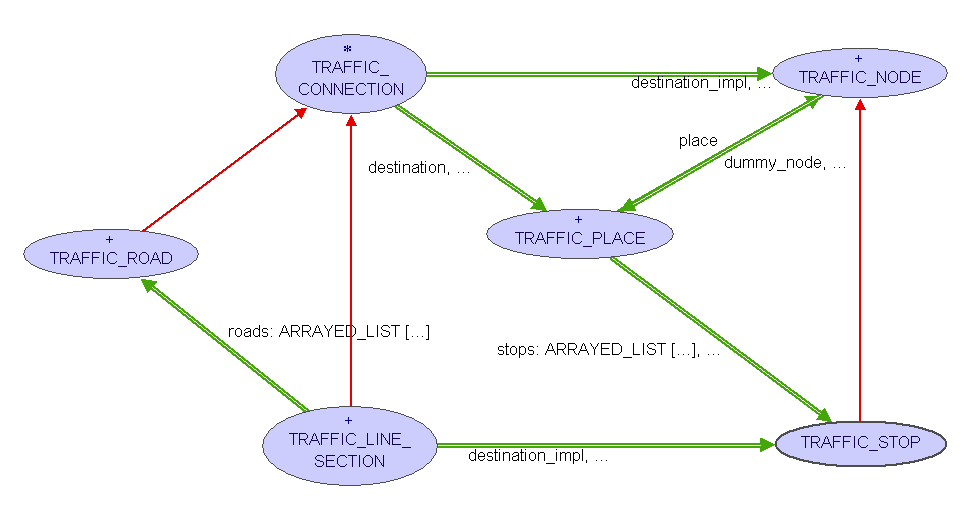 *
TRAFFIC_
CONNECTION
+
TRAFFIC_NODE
destination_impl, ...
place
dummy_node, ...
destination, ...
+
TRAFFIC_PLACE
+
TRAFFIC_ROAD
roads: ARRAYED_LIST [...]
stops: ARRAYED_LIST [...], ...
+
TRAFFIC_LINE_
SECTION
destination_impl, ...
TRAFFIC_STOP